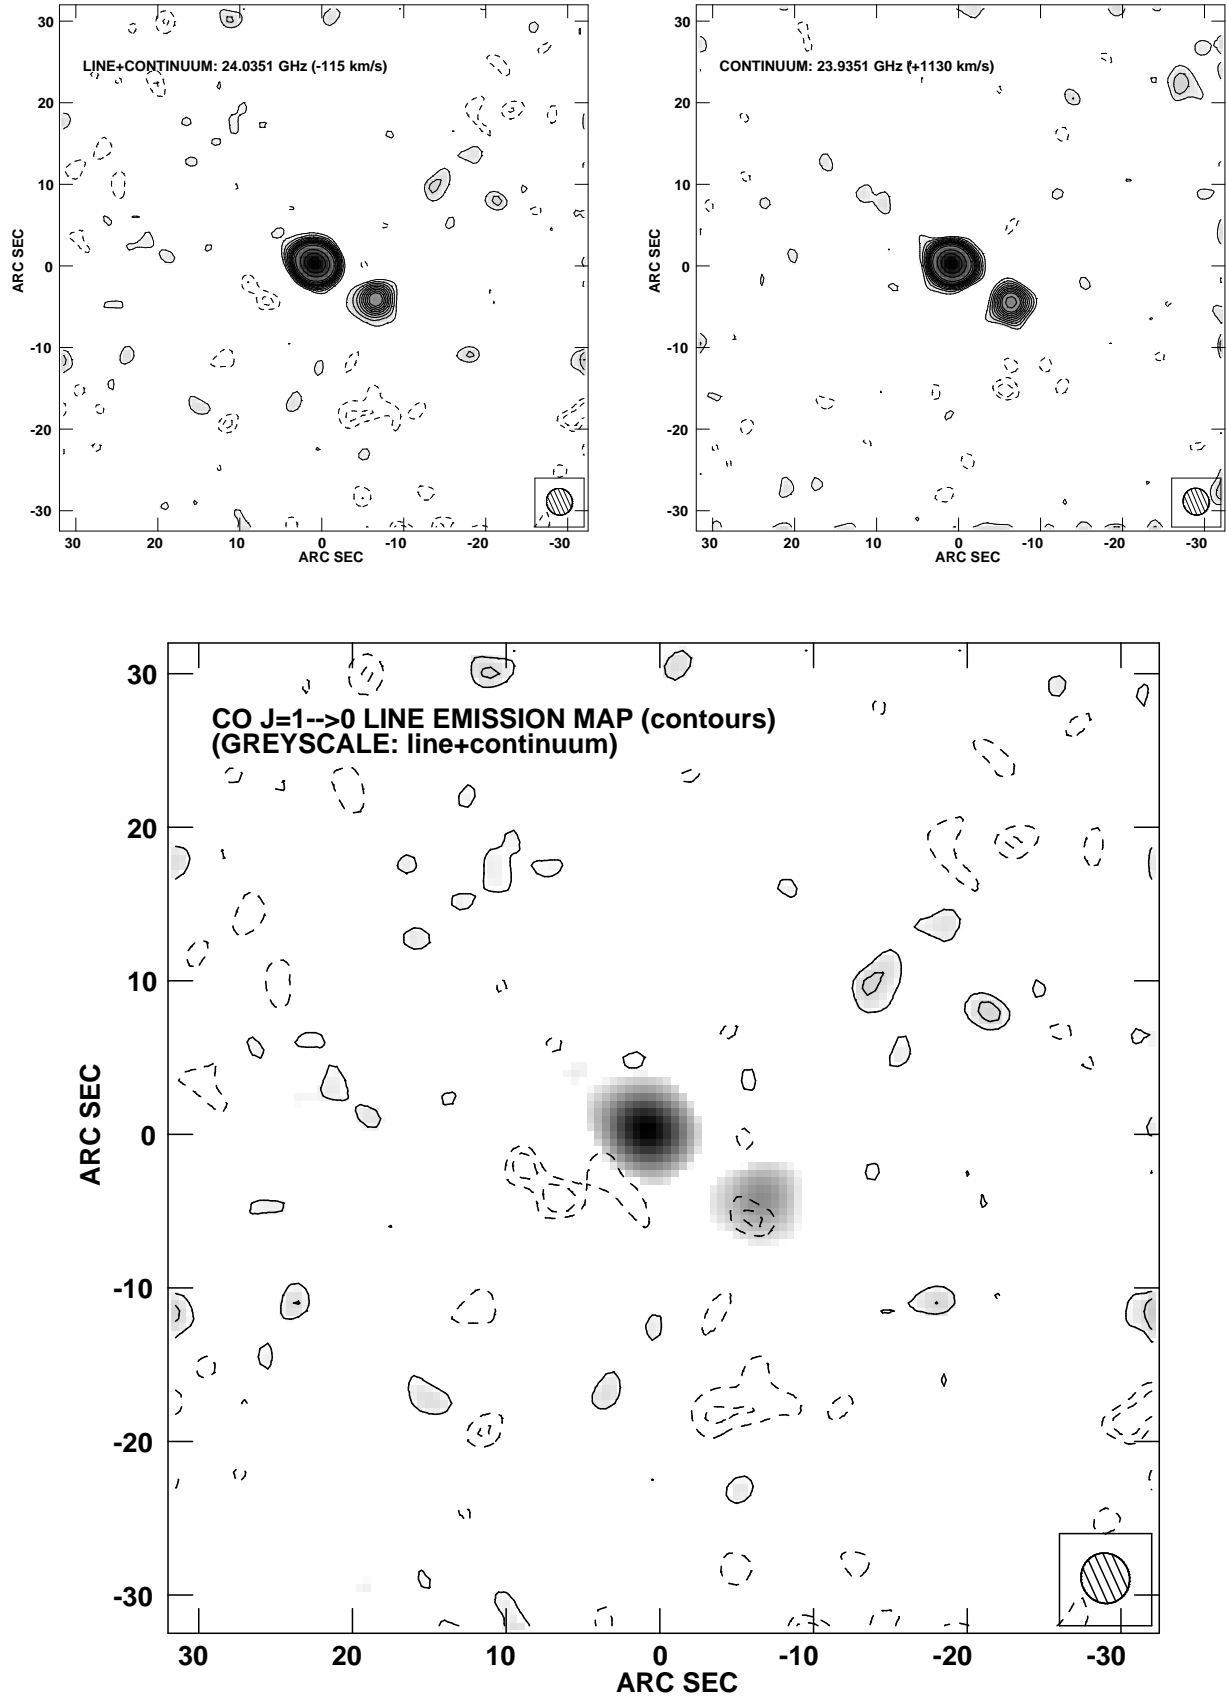 30
20
10
0
-10
-20
-30
ARC SEC
LINE+CONTINUUM: 24.0351 GHz (-115 km/s)
30 20 10 0 -10 -20 -30
ARC SEC
30
20
10
0
-10
-20
-30
ARC SEC
CONTINUUM: 23.9351 GHz (+1130 km/s)
30 20 10 0 -10 -20 -30
ARC SEC
30
20
10
0
-10
-20
-30
ARC SEC
CO J=1-->0 LINE EMISSION MAP (contours)
(GREYSCALE: line+continuum)
30 20 10 0 -10 -20 -30
ARC SEC